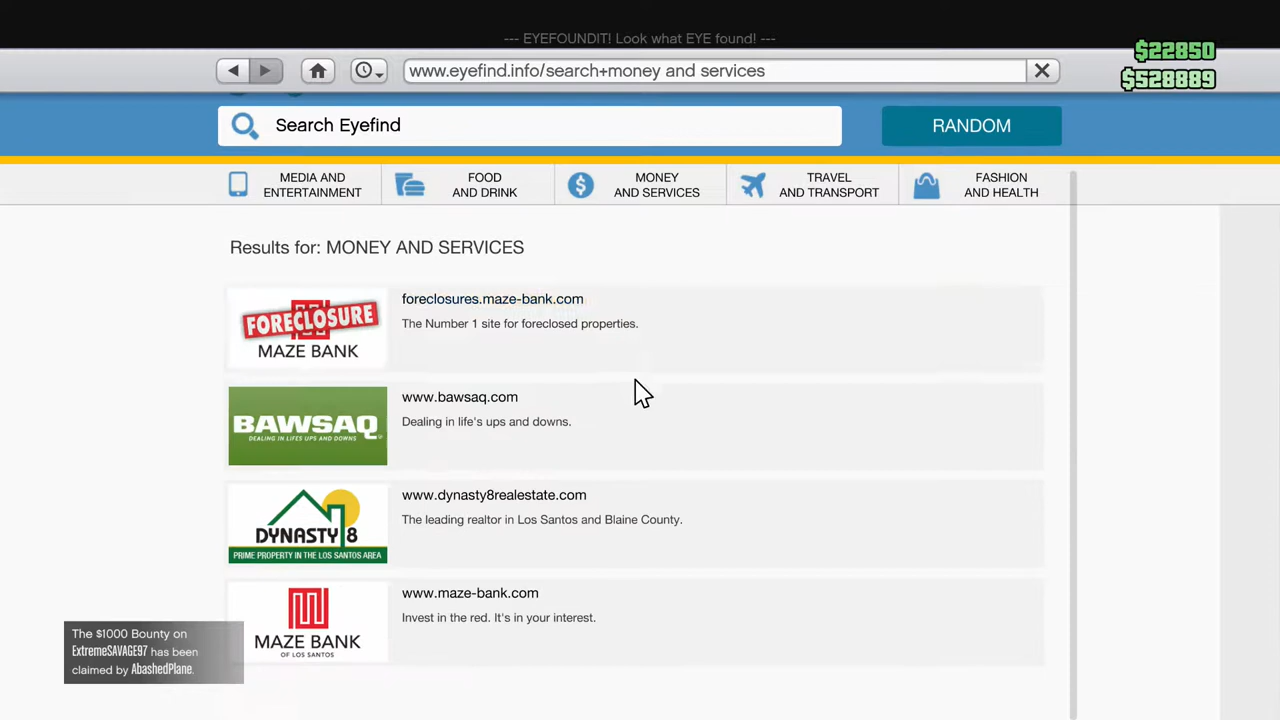 --- EYEFOUNDIT! Look what EYE found! ---
$22850
$528889
www.eyefind.info/search+money and services
Search Eyefind
RANDOM
MEDIA AND
ENTERTAINMENT
FOOD
AND DRINK
MONEY
AND SERVICES
TRAVEL
AND TRANSPORT
FASHION
AND HEALTH
Results for: MONEY AND SERVICES
FORECLOSURE
MAZE BANK
foreclosures.maze-bank.com
The Number 1 site for foreclosed properties.
BAWSAQ
DEALING IN LIFES UP AND DOWNS
www.bawsaq.com
Dealing in life's ups and downs.
DYNASTY 8
PRIME PROPERTY IN THE LOS SANTOS AREA
www.dynasty8realestate.com
The leading realtor in Los Santos and Blaine County.
MAZE BANK
OF LOS SANTOS
www.maze-bank.com
Invest in the red. It's in your interest.
The $1000 Bounty on
ExtremeSAVAGE97 has been
claimed by AbashedPlane.